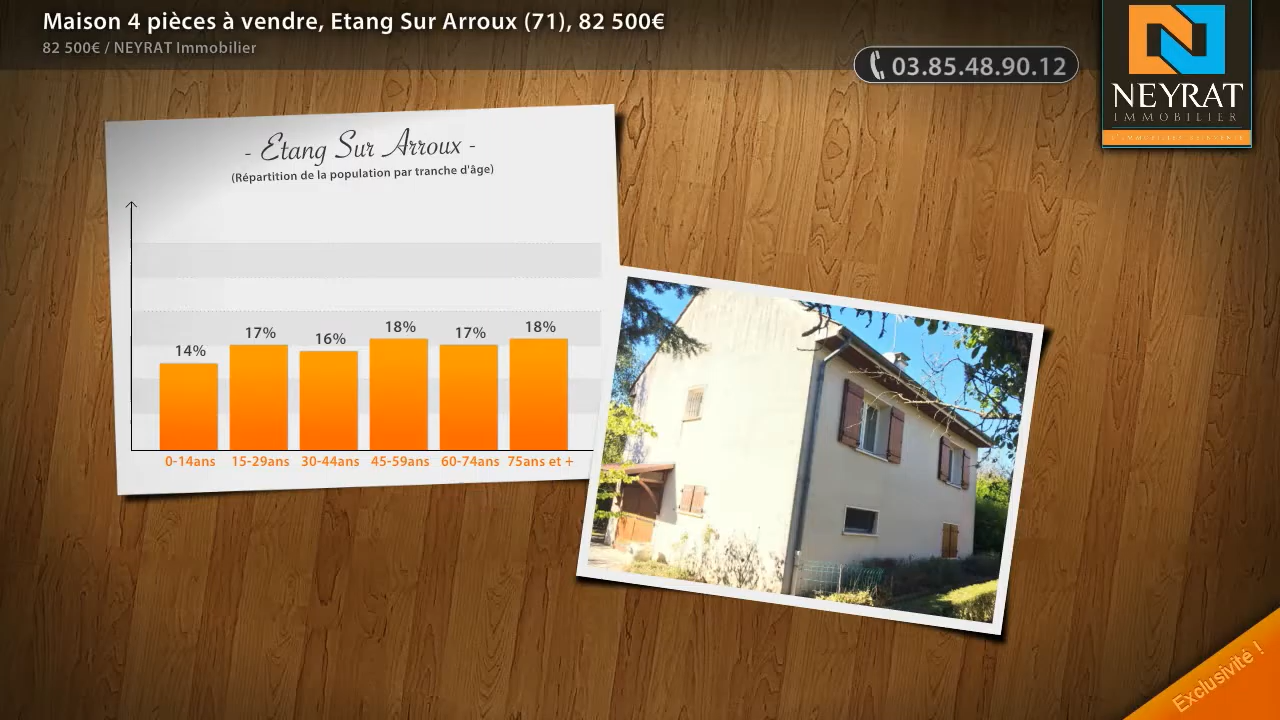 Maison 4 pièces à vendre, Etang Sur Arroux (71), 82 500€
82 500€ / NEYRAT Immobilier
03.85.48.90.12
NEYRAT
IMMOBILIER
- Etang Sur Arroux -
(Répartition de la population par tranche d'âge)
14% 17% 16% 18% 17% 18%
0-14ans 15-29ans 30-44ans 45-59ans 60-74ans 75ans et +
Exclusivité !